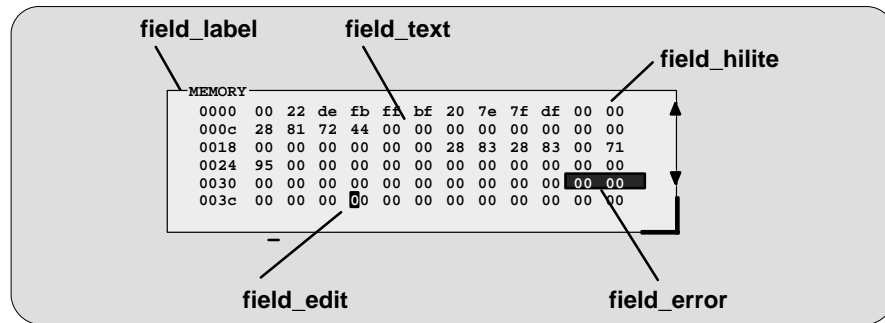 field_label field_text
field_hilite
MEMORY
0000 00 22 de fb ff bf 20 7e 7f df 00 00
000c 28 81 72 44 00 00 00 00 00 00 00 00
0018 00 00 00 00 00 00 28 83 28 83 00 71
0024 95 00 00 00 00 00 00 00 00 00 00 00
0030 00 00 00 00 00 00 00 00 00 00 00 00
003c 00 00 00 00 00 00 00 00 00 00 00 00
field_edit field_error